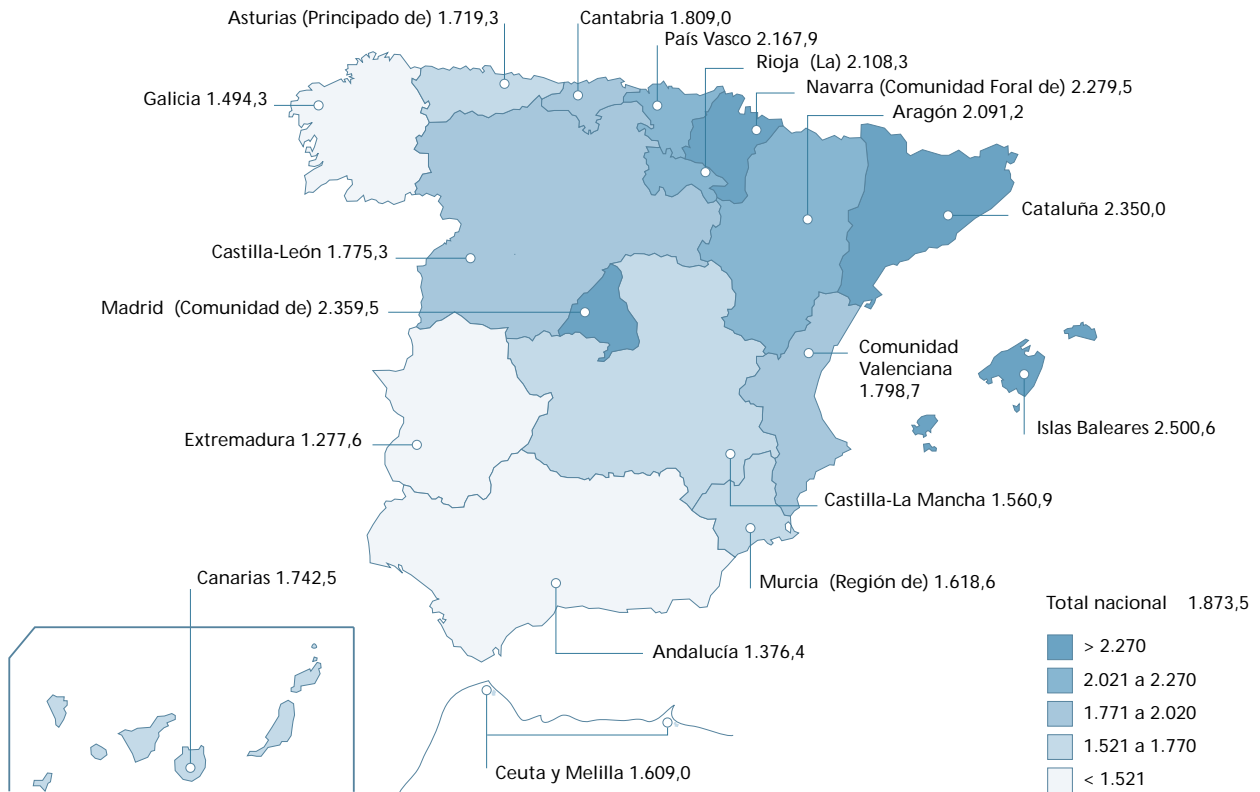 Asturias (Principado de) 1.719,3
Cantabria 1.809,0
País Vasco 2.167,9
Rioja (La) 2.108,3
Navarra (Comunidad Foral de) 2.279,5
Aragón 2.091,2
Galicia 1.494,3
Cataluña 2.350,0
Castilla-León 1.775,3
Madrid (Comunidad de) 2.359,5
Comunidad
Valenciana
1.798,7
Islas Baleares 2.500,6
Extremadura 1.277,6
Castilla-La Mancha 1.560,9
Canarias 1.742,5
Murcia (Región de) 1.618,6
Andalucía 1.376,4
Ceuta y Melilla 1.609,0
Total nacional 1.873,5
> 2.270
2.021 a 2.270
1.771 a 2.020
1.521 a 1.770
< 1.521